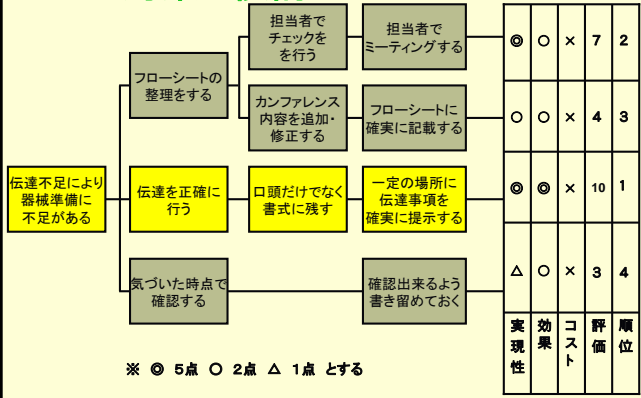 担当者で
チェックを
を行う
担当者で
ミーティングする
◎ ○ × 7 2
フローシートの
整理をする
カンファレンス
内容を追加・
修正する
フローシートに
確実に記載する
○ ○ × 4 3
伝達不足により
器械準備に
不足がある
伝達を正確に
行う
口頭だけでなく
書式に残す
一定の場所に
伝達事項を
確実に提示する
◎ ◎ × 10 1
気づいた時点で
確認する
確認出来るよう
書き留めておく
△ ○ × 3 4
実現性 効果 コスト 評価 順位
※ ◎ 5点 ○ 2点 △ 1点 とする